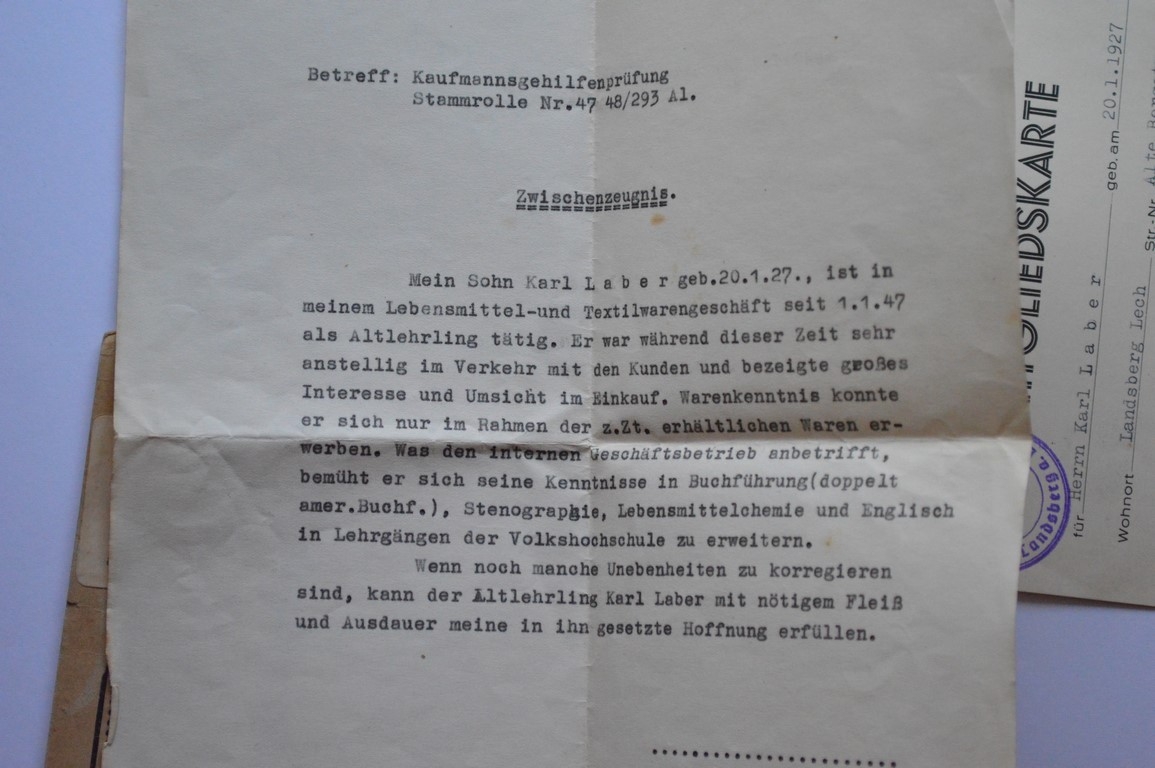 Betreff: Kaufmannsgehilfenprüfung
Stammrolle Nr.47 48/293 Al.
Zwischenzeugnis.
Mein Sohn Karl L a b e r geb.20.1.27., ist in
meinem Lebensmittel-und Textilwarengeschäft seit 1.1.47
als Altlehrling tätig. Er war während dieser Zeit sehr
anstellig im Verkehr mit den Kunden und bezeigte großes
Interesse und Umsicht im Einkauf. Warenkenntnis konnte
er sich nur im Rahmen der z.Zt. erhältlichen Waren er-
werben. Was den internen Geschäftsbetrieb anbetrifft,
bemüht er sich seine Kenntnisse in Buchführung(doppelt
amer.Buchf.), Stenographie, Lebensmittelchemie und Englisch
in Lehrgängen der Volkshochschule zu erweitern.
Wenn noch manche Unebenheiten zu korregieren
sind, kann der Altlehrling Karl Laber mit nötigem Fleiß
und Ausdauer meine in ihn gesetzte Hoffnung erfüllen.
....................
MITGLIEDSKARTE
für Herrn Karl L a b e r geb.am 20.1.1927
Wohnort Landsberg Lech Str.-Nr. Alte
Landsberg a.